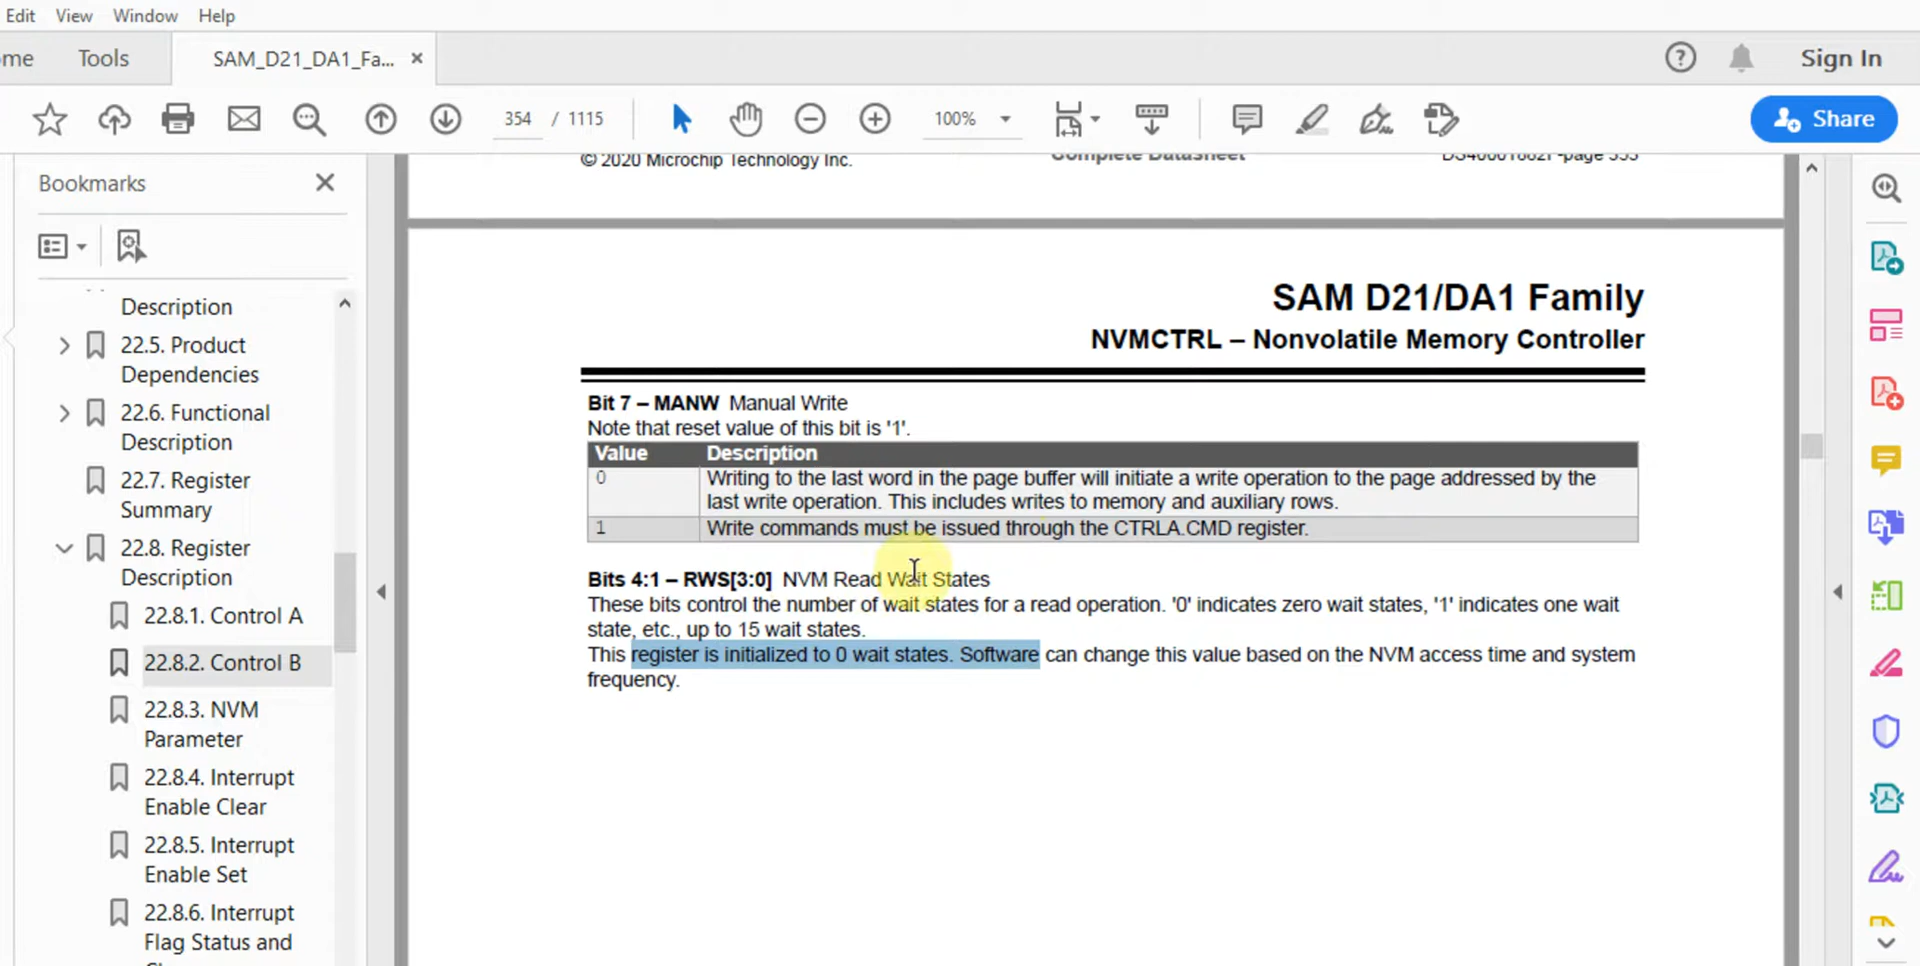 Edit View Window Help
me Tools SAM_D21_DA1_Fa... Sign In
354 / 1115 100% Share
Bookmarks
Description
22.5. Product
Dependencies
22.6. Functional
Description
22.7. Register
Summary
22.8. Register
Description
22.8.1. Control A
22.8.2. Control B
22.8.3. NVM
Parameter
22.8.4. Interrupt
Enable Clear
22.8.5. Interrupt
Enable Set
22.8.6. Interrupt
Flag Status and
© 2020 Microchip Technology Inc. Complete Datasheet
SAM D21/DA1 Family
NVMCTRL – Nonvolatile Memory Controller
Bit 7 – MANW Manual Write
Note that reset value of this bit is '1'.
Value Description
0 Writing to the last word in the page buffer will initiate a write operation to the page addressed by the
last write operation. This includes writes to memory and auxiliary rows.
1 Write commands must be issued through the CTRLA.CMD register.
Bits 4:1 – RWS[3:0] NVM Read Wait States
These bits control the number of wait states for a read operation. '0' indicates zero wait states, '1' indicates one wait
state, etc., up to 15 wait states.
This register is initialized to 0 wait states. Software can change this value based on the NVM access time and system
frequency.